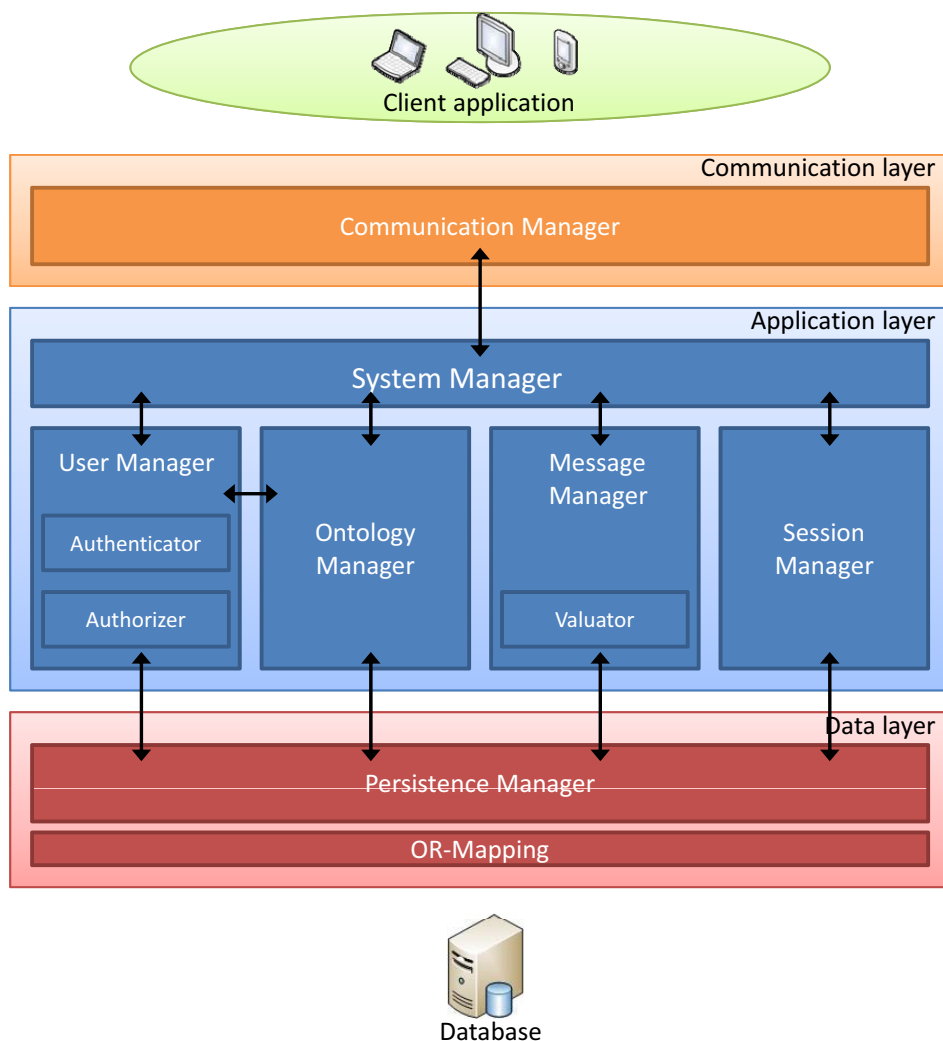 Client application
Communication layer
Communication Manager
Application layer
System Manager
User Manager
Authenticator
Authorizer
Ontology
Manager
Message
Manager
Valuator
Session
Manager
Data layer
Persistence Manager
OR-Mapping
Database